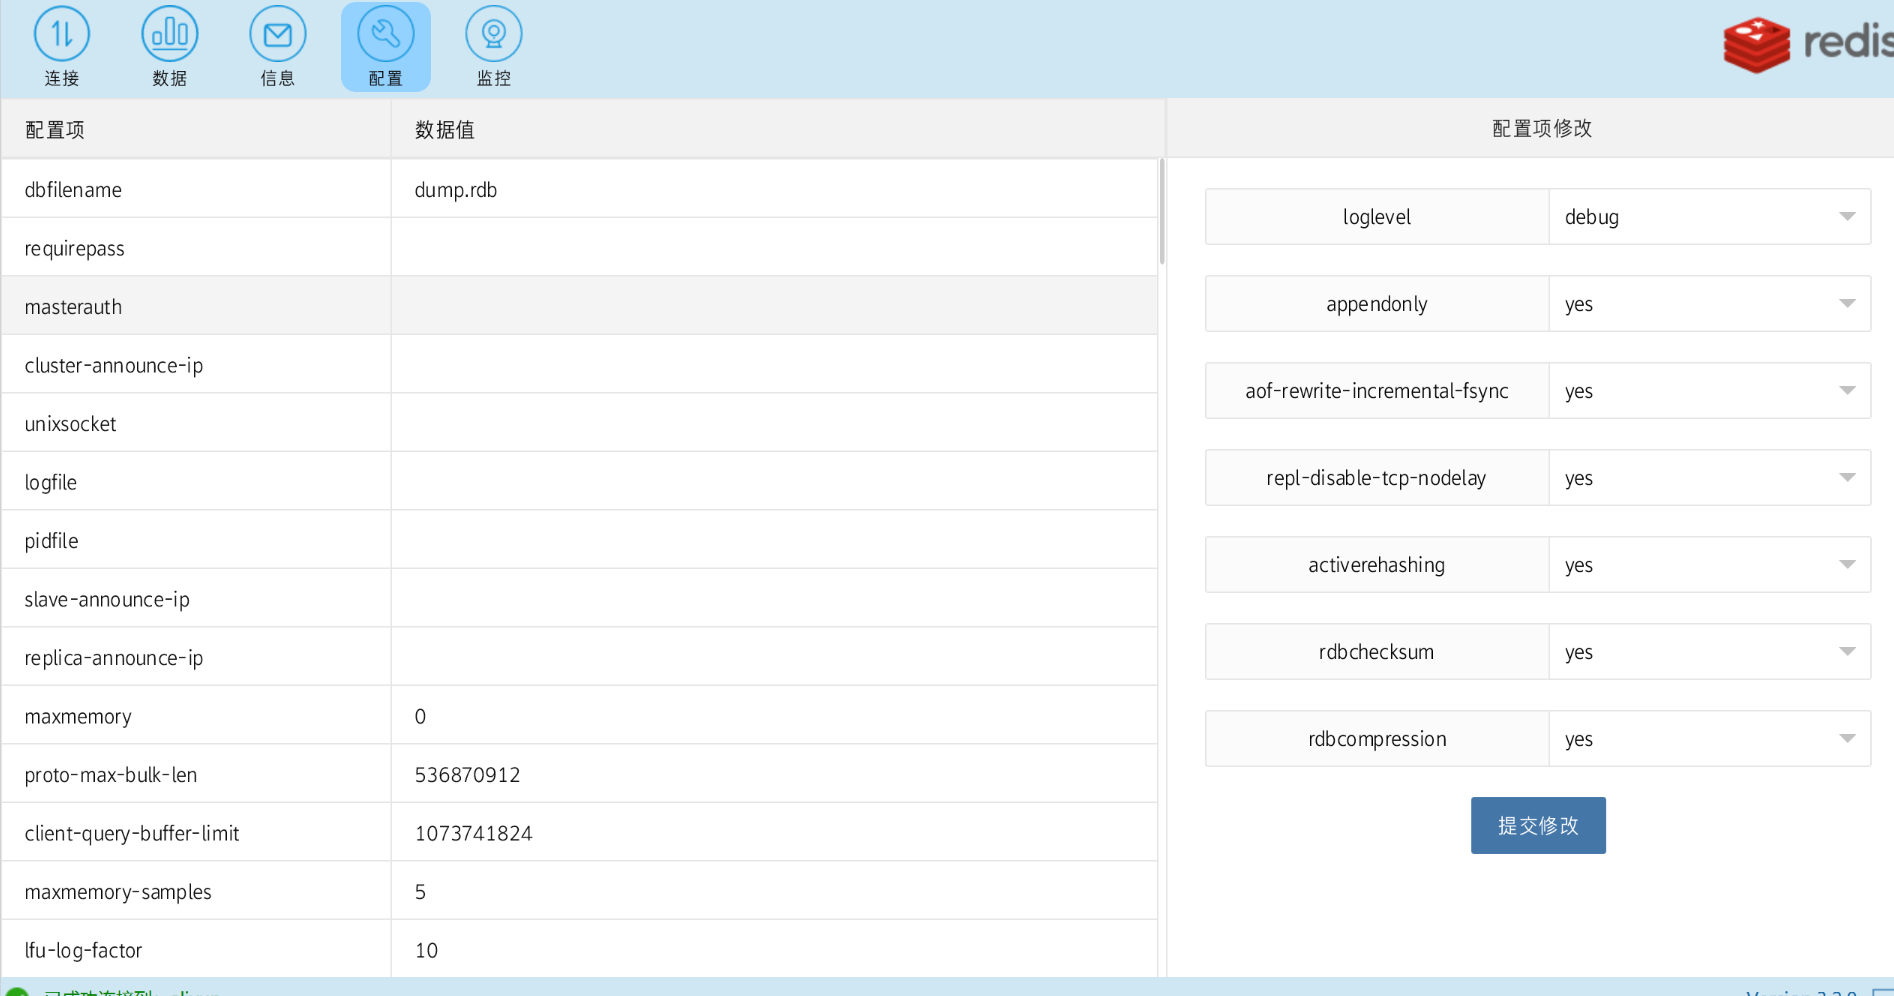 连接 数据 信息 配置 监控
redis
配置项 数据值
配置项修改
dbfilename dump.rdb
requirepass
masterauth
cluster-announce-ip
unixsocket
logfile
pidfile
slave-announce-ip
replica-announce-ip
maxmemory 0
proto-max-bulk-len 536870912
client-query-buffer-limit 1073741824
maxmemory-samples 5
lfu-log-factor 10
loglevel debug
appendonly yes
aof-rewrite-incremental-fsync yes
repl-disable-tcp-nodelay yes
activerehashing yes
rdbchecksum yes
rdbcompression yes
提交修改